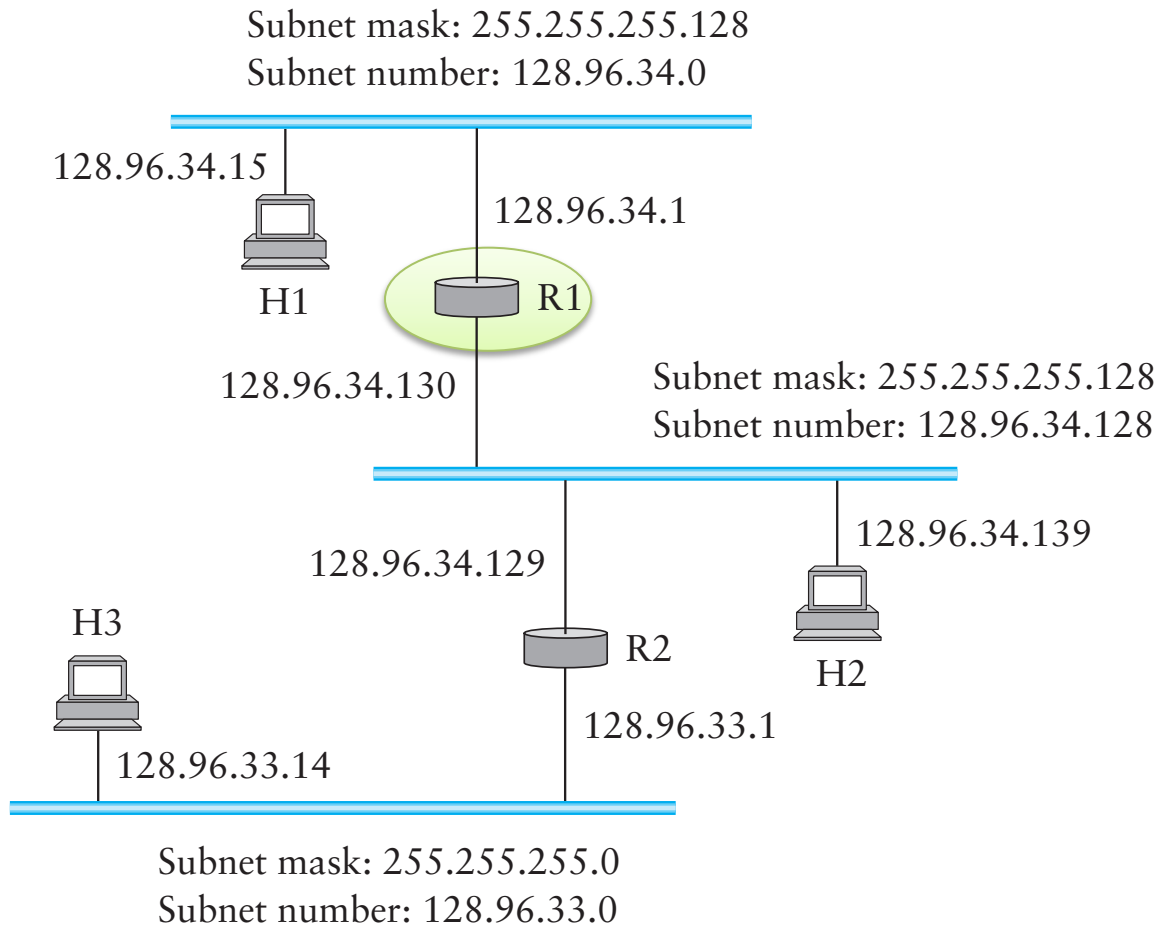 Subnet mask: 255.255.255.128
Subnet number: 128.96.34.0
128.96.34.15
128.96.34.1
H1
R1
128.96.34.130
Subnet mask: 255.255.255.128
Subnet number: 128.96.34.128
128.96.34.129
128.96.34.139
H3
R2
H2
128.96.33.1
128.96.33.14
Subnet mask: 255.255.255.0
Subnet number: 128.96.33.0